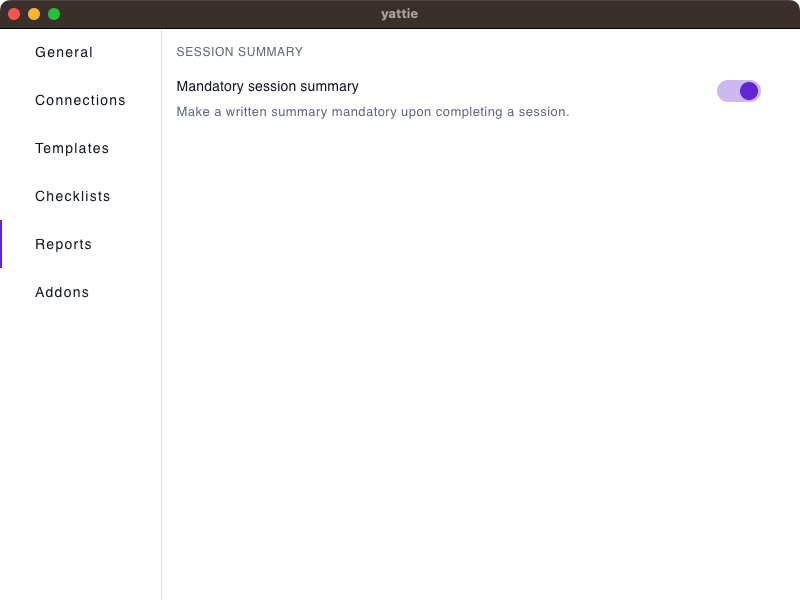 yattie
General
Connections
Templates
Checklists
Reports
Addons
SESSION SUMMARY
Mandatory session summary
Make a written summary mandatory upon completing a session.